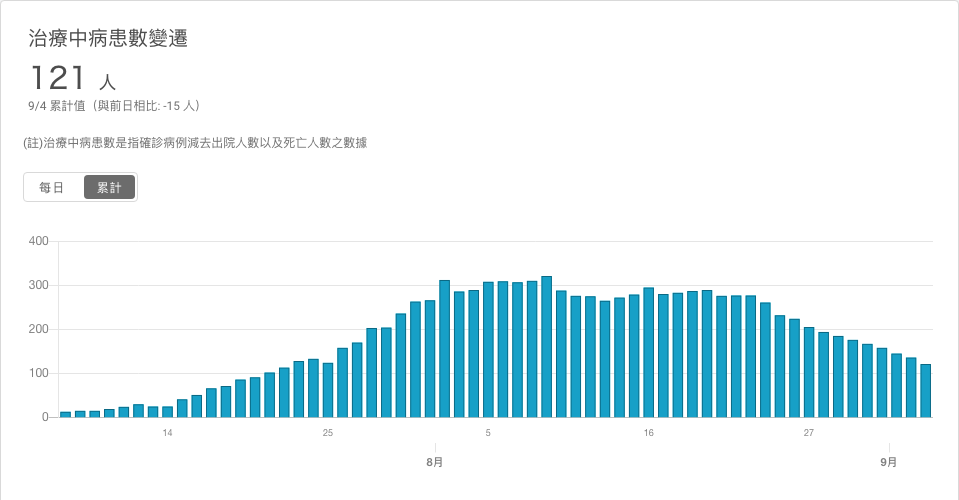 治療中病患數變遷
121 人
9/4 累計值（與前日相比: -15 人）
(註)治療中病患數是指確診病例減去出院人數以及死亡人數之數據
每日 累計
400
300
200
100
0
14 25 5 16 27
8月 9月